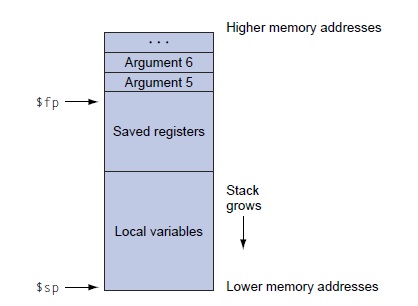 Higher memory addresses
. . .
Argument 6
Argument 5
$fp
Saved registers
Stack
grows
Local variables
$sp
Lower memory addresses